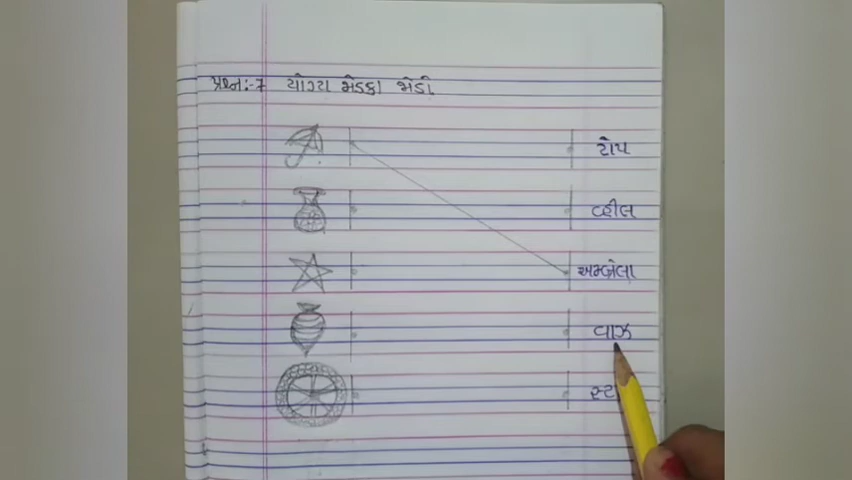 પ્રશ્ન:-7 યોગ્ય જોડકા જોડો
ટોપ
વ્હીલ
અમ્બ્રેલા
વાઝ
સ્ટ